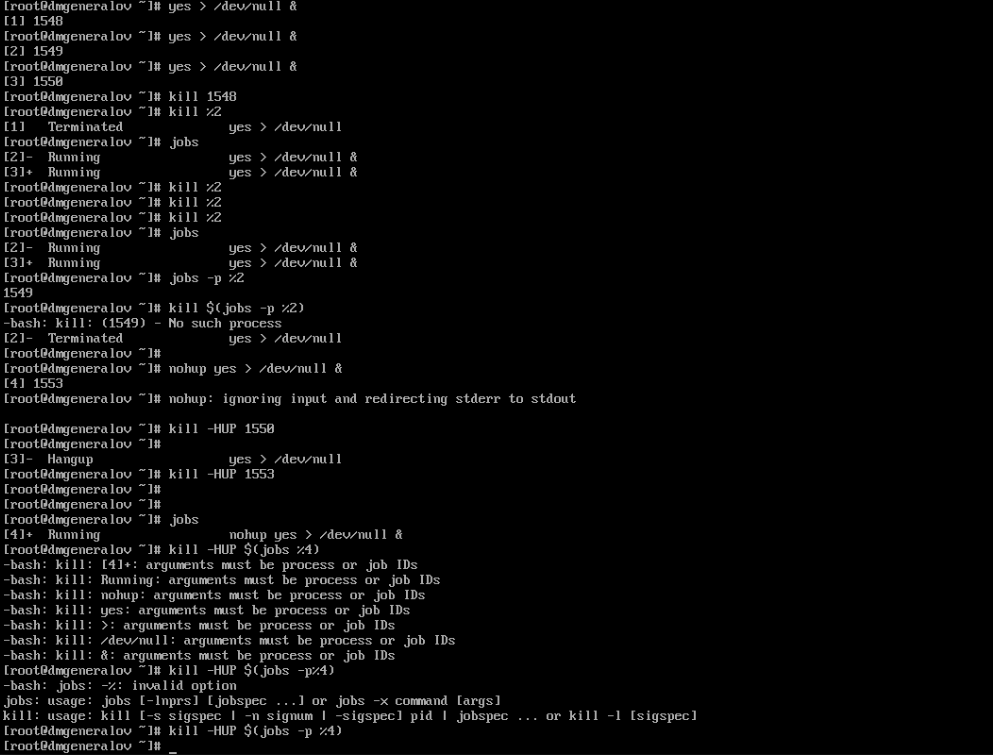 [root@dmgeneralov ~]# yes > /dev/null &
[1] 1548
[root@dmgeneralov ~]# yes > /dev/null &
[2] 1549
[root@dmgeneralov ~]# yes > /dev/null &
[3] 1550
[root@dmgeneralov ~]# kill 1548
[root@dmgeneralov ~]# kill %2
[1]   Terminated              yes > /dev/null
[root@dmgeneralov ~]# jobs
[2]-  Running                 yes > /dev/null &
[3]+  Running                 yes > /dev/null &
[root@dmgeneralov ~]# kill %2
[root@dmgeneralov ~]# kill %2
[root@dmgeneralov ~]# kill %2
[root@dmgeneralov ~]# jobs
[2]-  Running                 yes > /dev/null &
[3]+  Running                 yes > /dev/null &
[root@dmgeneralov ~]# jobs -p %2
1549
[root@dmgeneralov ~]# kill $(jobs -p %2)
-bash: kill: (1549) - No such process
[2]-  Terminated              yes > /dev/null
[root@dmgeneralov ~]#
[root@dmgeneralov ~]# nohup yes > /dev/null &
[4] 1553
[root@dmgeneralov ~]# nohup: ignoring input and redirecting stderr to stdout
[root@dmgeneralov ~]# kill -HUP 1550
[root@dmgeneralov ~]#
[3]-  Hangup                  yes > /dev/null
[root@dmgeneralov ~]# kill -HUP 1553
[root@dmgeneralov ~]#
[root@dmgeneralov ~]#
[root@dmgeneralov ~]# jobs
[4]+  Running                 nohup yes > /dev/null &
[root@dmgeneralov ~]# kill -HUP $(jobs %4)
-bash: kill: [4]+: arguments must be process or job IDs
-bash: kill: Running: arguments must be process or job IDs
-bash: kill: nohup: arguments must be process or job IDs
-bash: kill: yes: arguments must be process or job IDs
-bash: kill: >: arguments must be process or job IDs
-bash: kill: /dev/null: arguments must be process or job IDs
-bash: kill: &: arguments must be process or job IDs
[root@dmgeneralov ~]# kill -HUP $(jobs -p%4)
-bash: jobs: -%: invalid option
jobs: usage: jobs [-lnprs] [jobspec ...] or jobs -x command [args]
kill: usage: kill [-s sigspec | -n signum | -sigspec] pid | jobspec ... or kill -l [sigspec]
[root@dmgeneralov ~]# kill -HUP $(jobs -p %4)
[root@dmgeneralov ~]# _